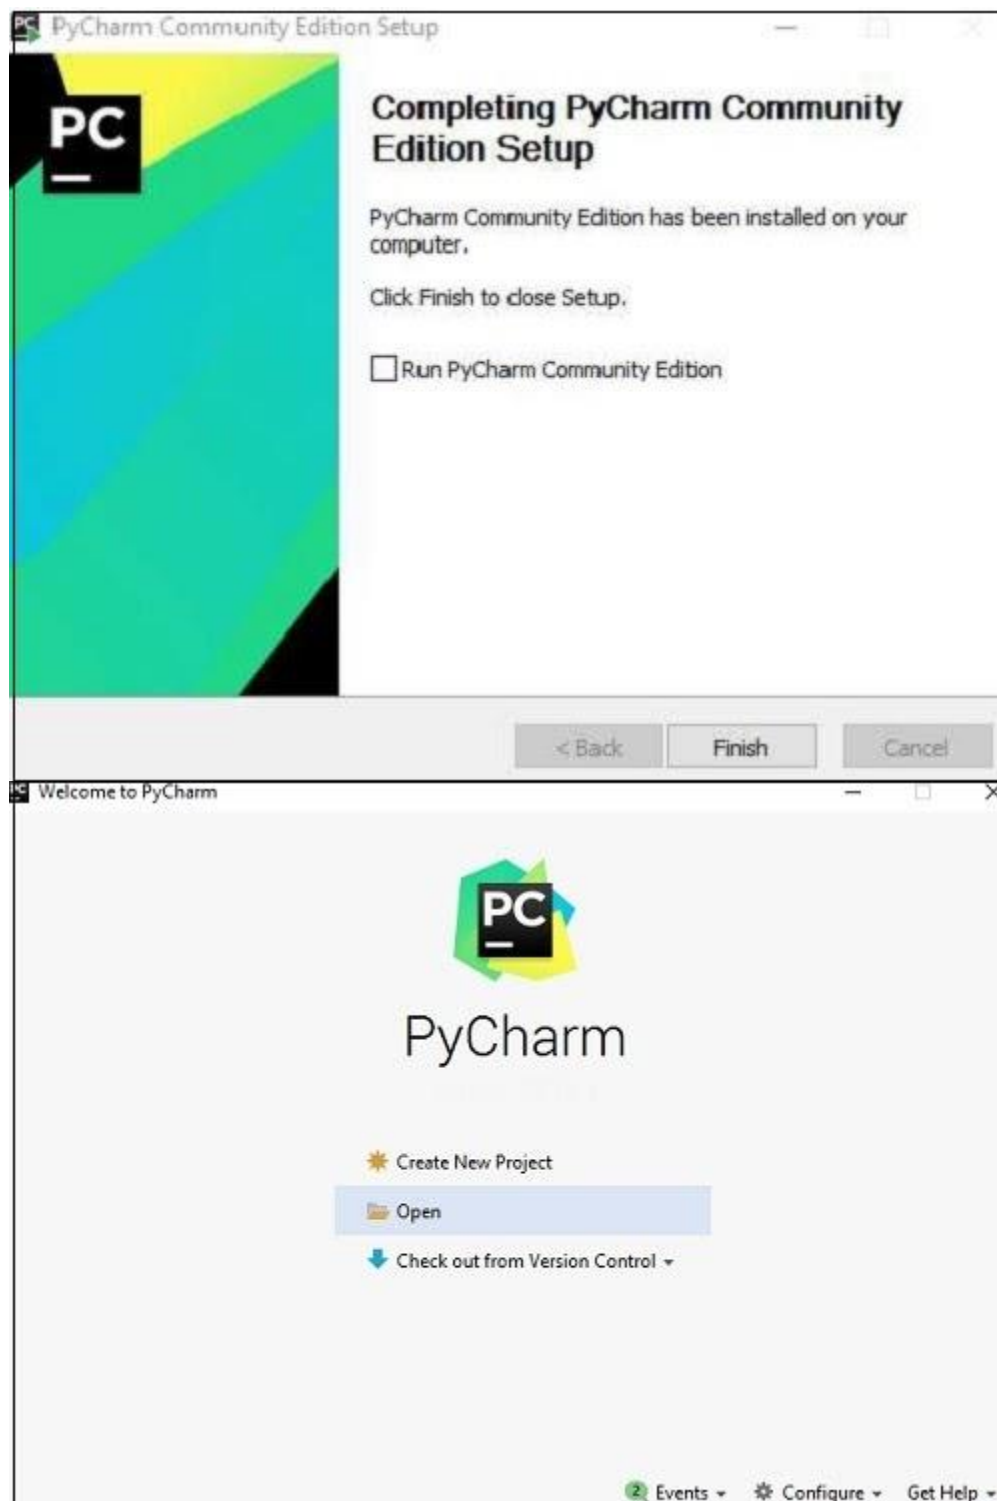 PC PyCharm Community Edition Setup
PC
Completing PyCharm Community
Edition Setup
PyCharm Community Edition has been installed on your
computer.
Click Finish to close Setup.
Run PyCharm Community Edition
< Back Finish Cancel
PC Welcome to PyCharm
PC
PyCharm
Create New Project
Open
Check out from Version Control
2 Events Configure Get Help